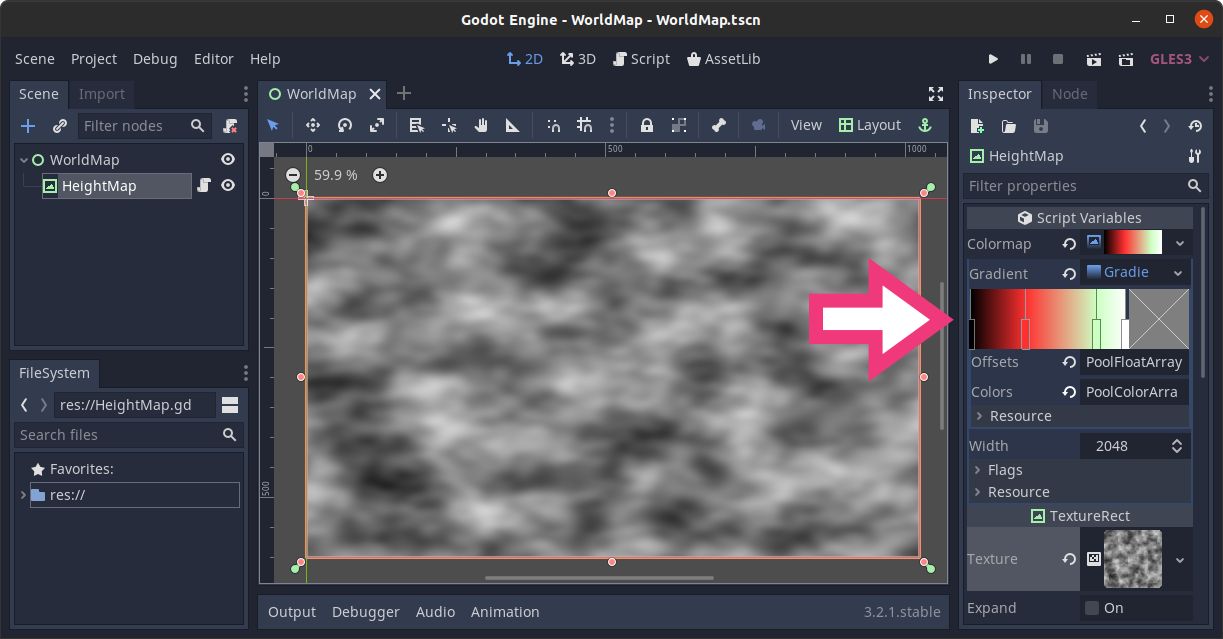 Godot Engine - WorldMap - WorldMap.tscn
Scene Project Debug Editor Help
2D 3D Script AssetLib
GLES3
Scene Import
Filter nodes
WorldMap
HeightMap
FileSystem
res://HeightMap.gd
Search files
Favorites:
res://
WorldMap
View Layout
0 500 1000
59.9 %
0
500
Output Debugger Audio Animation 3.2.1.stable
Inspector Node
HeightMap
Filter properties
Script Variables
Colormap
Gradient Gradie
Offsets PoolFloatArray
Colors PoolColorArra
Resource
Width 2048
Flags
Resource
TextureRect
Texture
Expand On